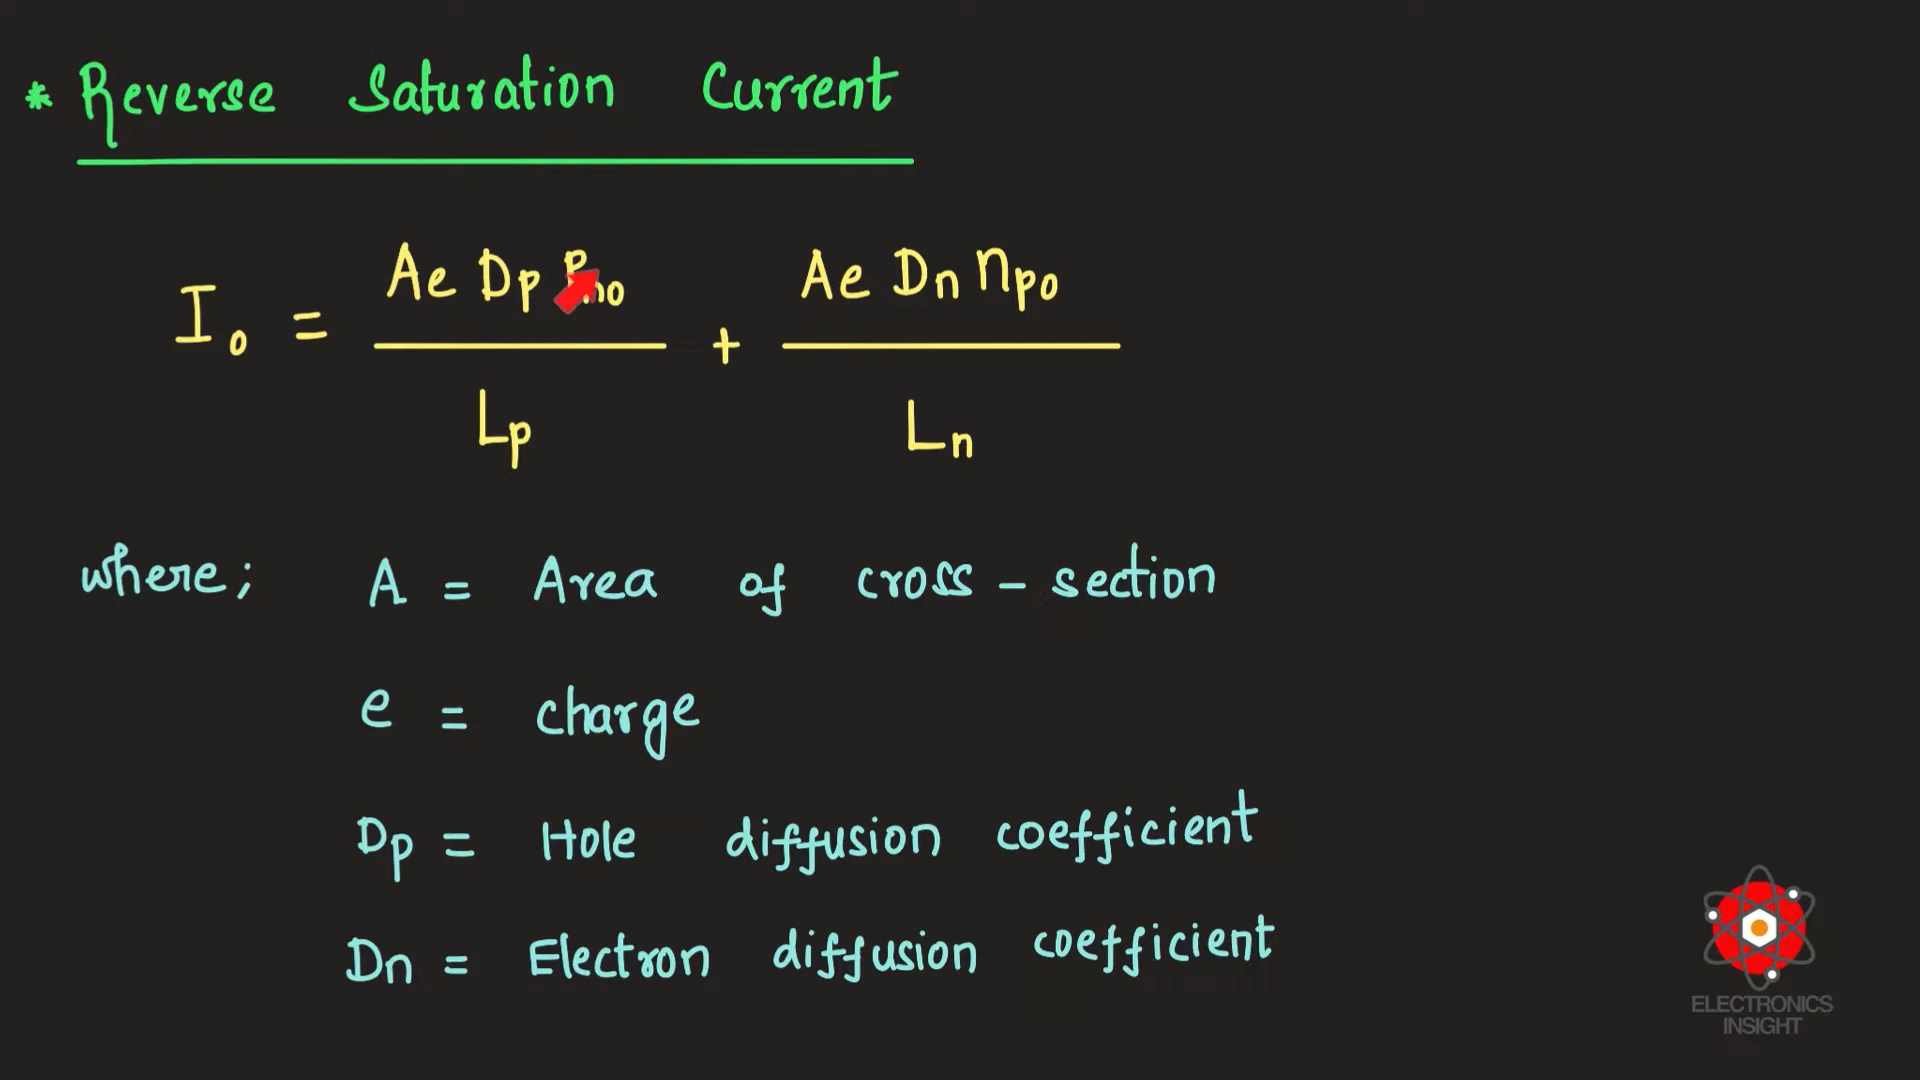 * Reverse Saturation Current
I₀ = Ae Dp Pno / Lp + Ae Dn npo / Ln
where; A = Area of cross - section
e = charge
Dp = Hole diffusion coefficient
Dn = Electron diffusion coefficient
ELECTRONICS
INSIGHT